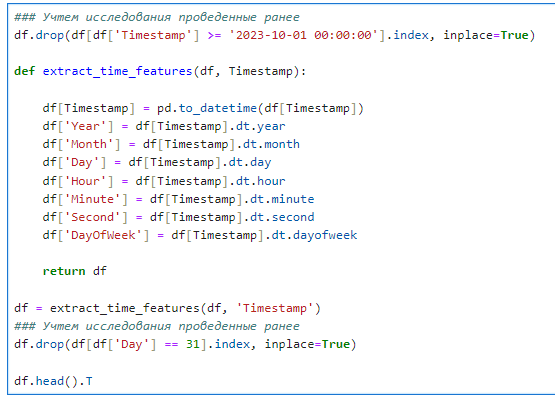 ### Учтем исследования проведенные ранее
df.drop(df[df['Timestamp'] >= '2023-10-01 00:00:00'].index, inplace=True)
def extract_time_features(df, Timestamp):
df[Timestamp] = pd.to_datetime(df[Timestamp])
df['Year'] = df[Timestamp].dt.year
df['Month'] = df[Timestamp].dt.month
df['Day'] = df[Timestamp].dt.day
df['Hour'] = df[Timestamp].dt.hour
df['Minute'] = df[Timestamp].dt.minute
df['Second'] = df[Timestamp].dt.second
df['DayOfWeek'] = df[Timestamp].dt.dayofweek
return df
df = extract_time_features(df, 'Timestamp')
### Учтем исследования проведенные ранее
df.drop(df[df['Day'] == 31].index, inplace=True)
df.head().T